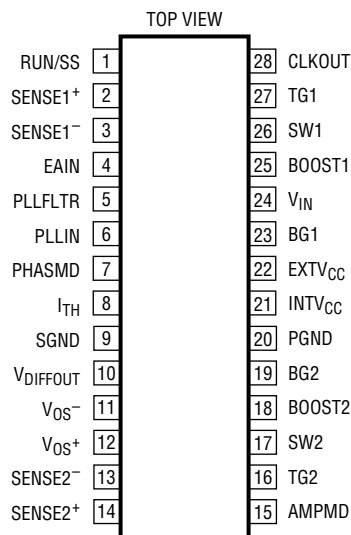 TOP VIEW
RUN/SS 1
SENSE1+ 2
SENSE1− 3
EAIN 4
PLLFLTR 5
PLLIN 6
PHASMD 7
ITH 8
SGND 9
VDIFFOUT 10
VOS− 11
VOS+ 12
SENSE2− 13
SENSE2+ 14
28 CLKOUT
27 TG1
26 SW1
25 BOOST1
24 VIN
23 BG1
22 EXTVCC
21 INTVCC
20 PGND
19 BG2
18 BOOST2
17 SW2
16 TG2
15 AMPMD